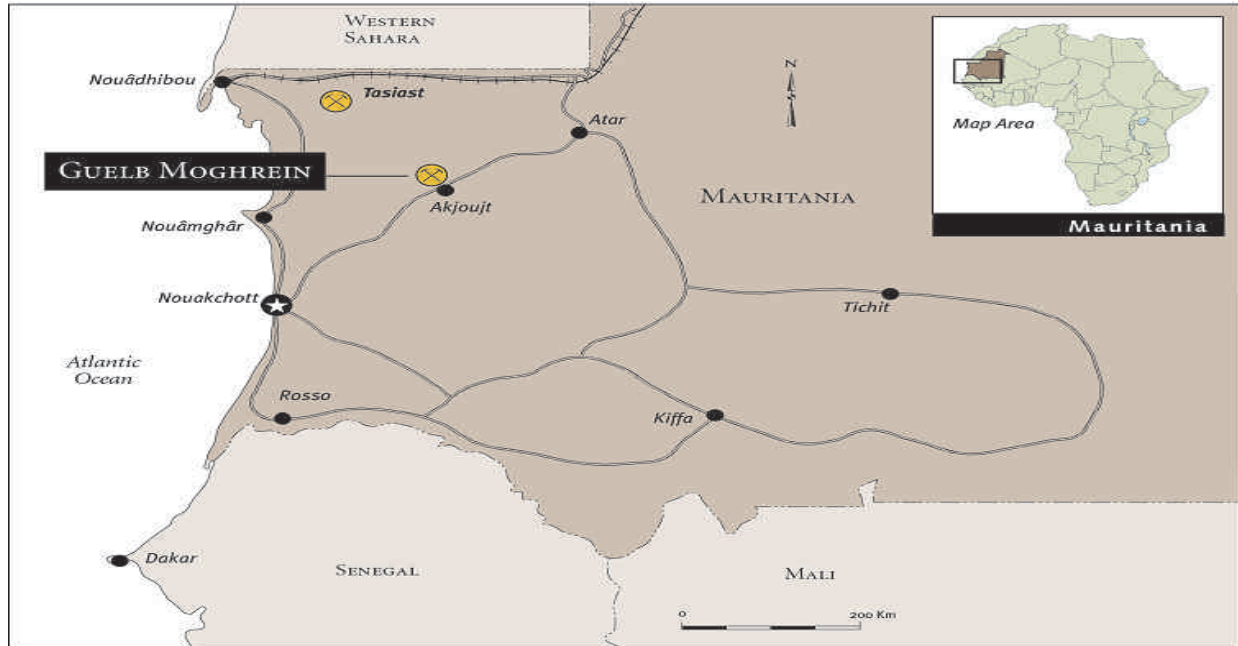 Western
Sahara
Nouâdhibou
Tasiast
N
Atar
Map Area
Guelb Moghrein
Akjoujt
Mauritania
Mauritania
Nouâmghâr
Nouakchott
Tichit
Atlantic
Ocean
Rosso
Kiffa
Dakar
Senegal
Mali
0
200 Km